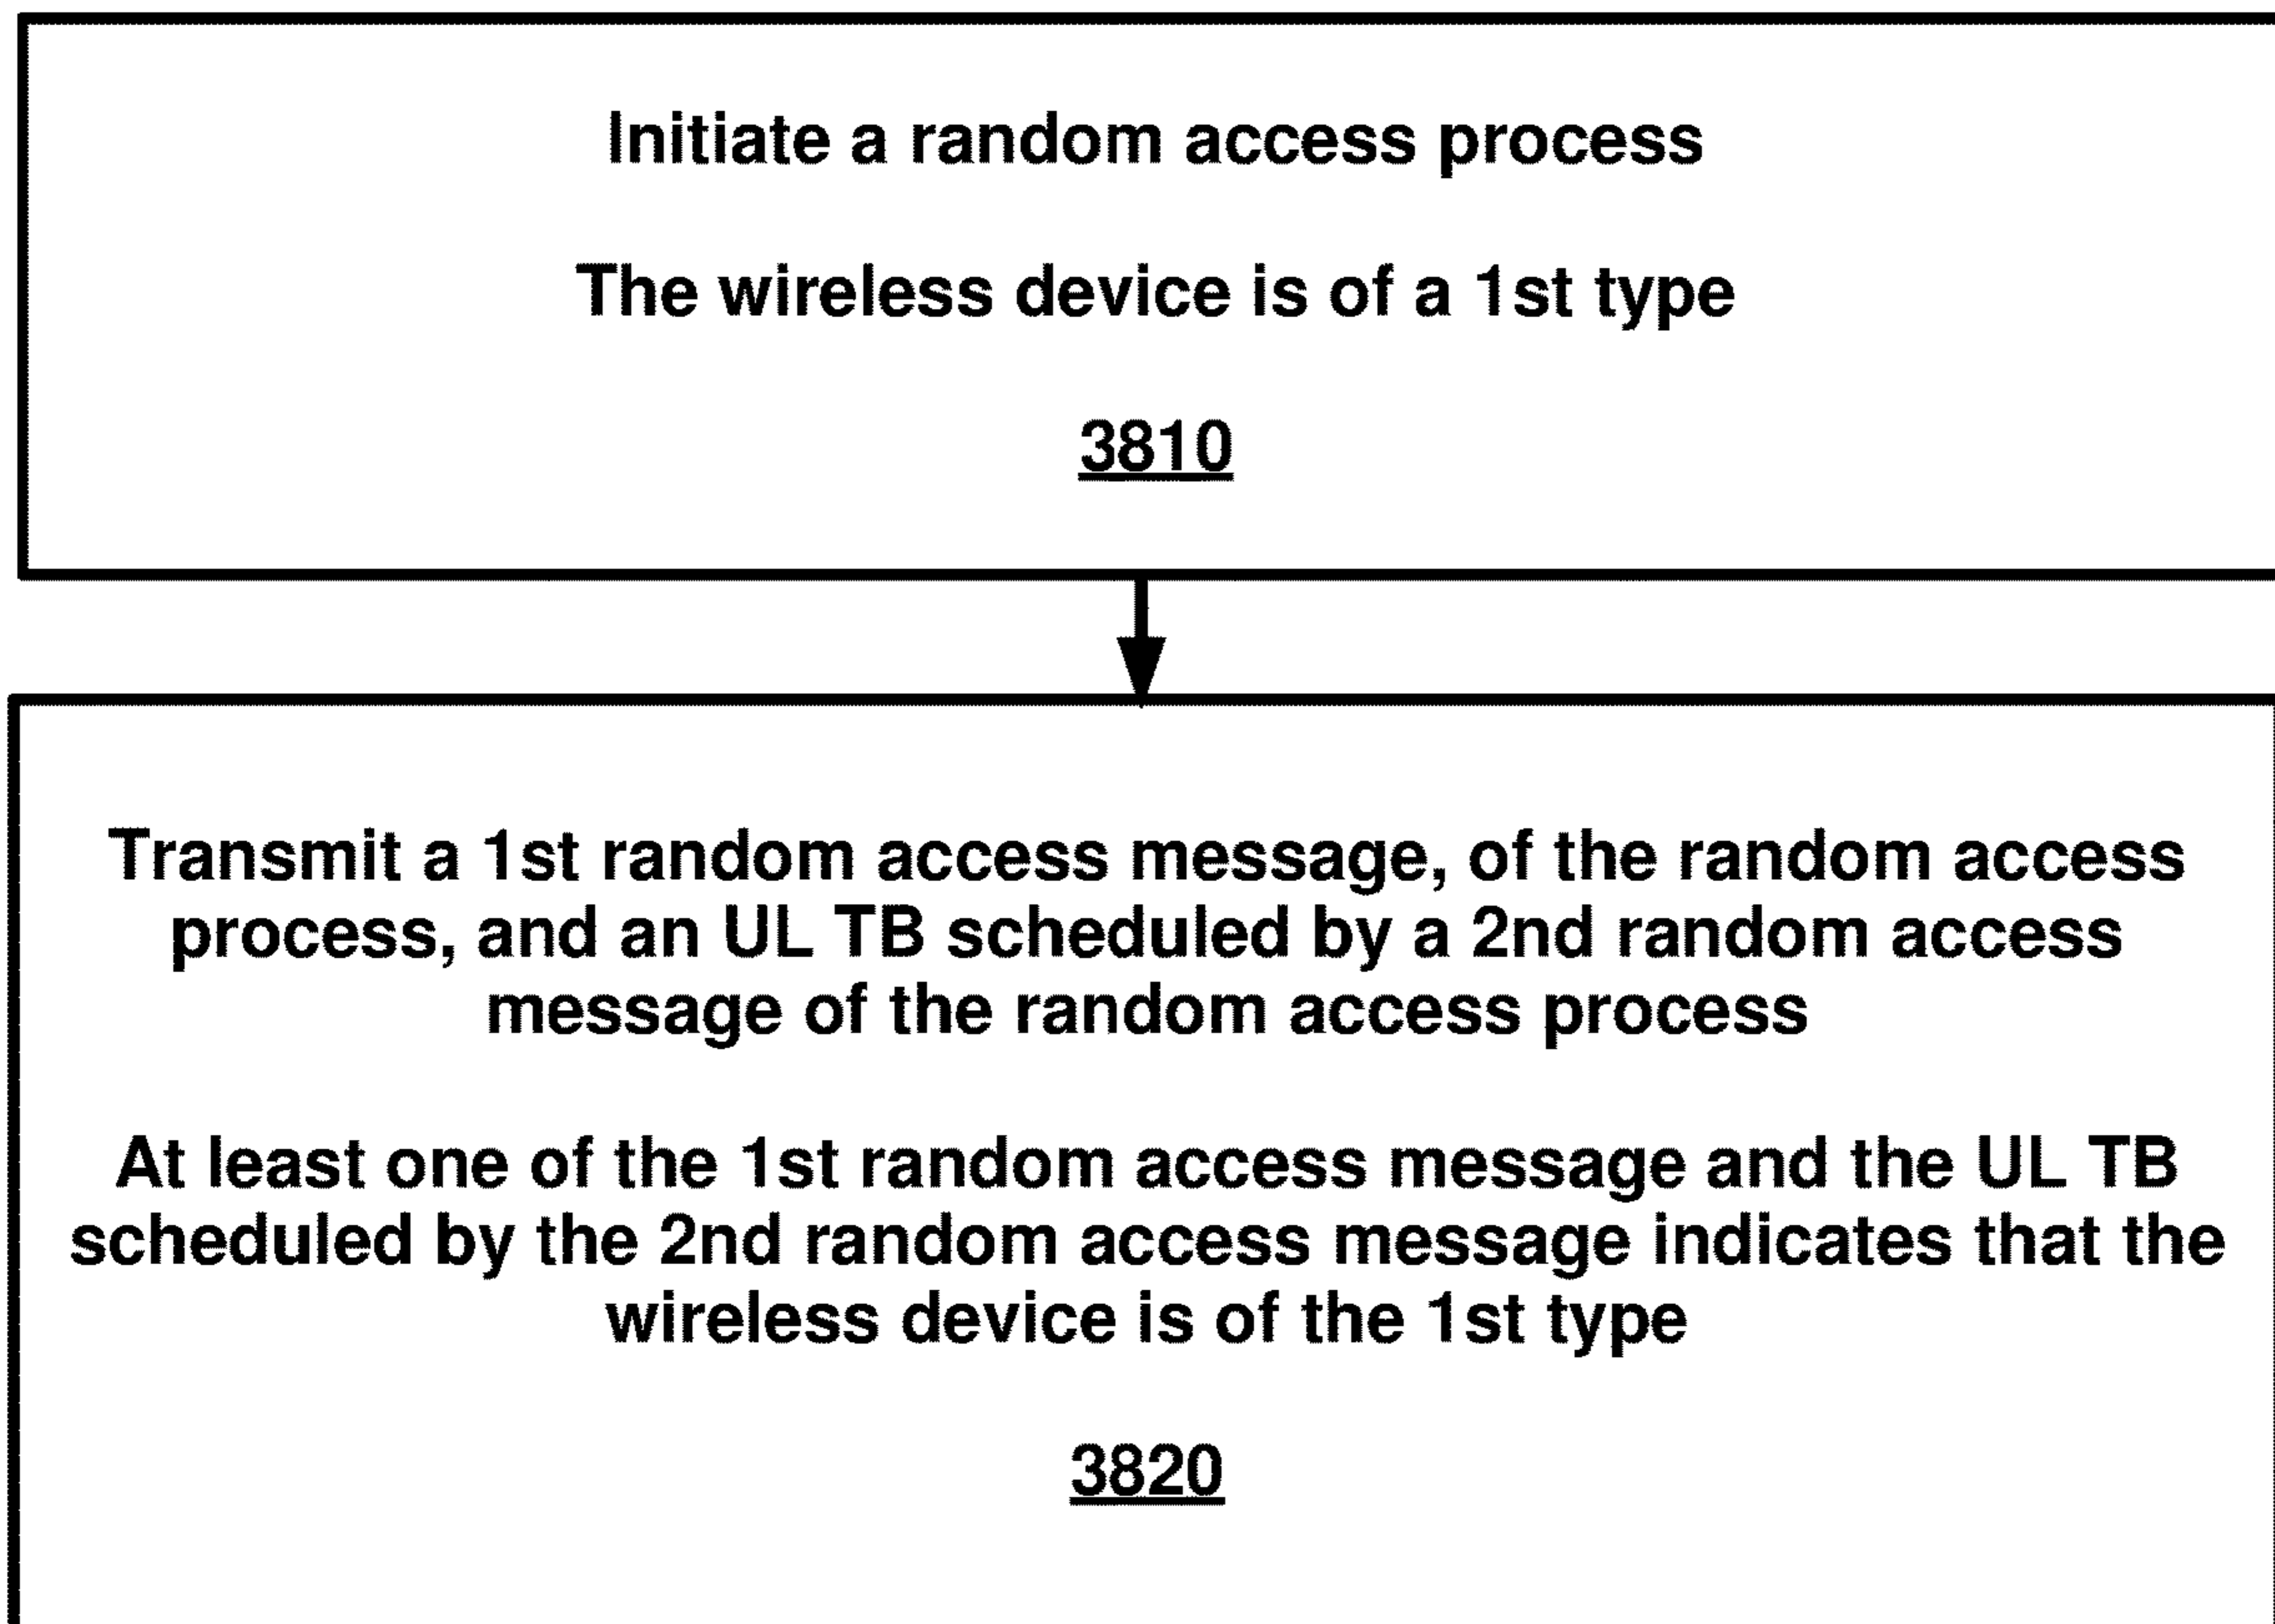 Initiate a random access process
The wireless device is of a 1st type
3810
Transmit a 1st random access message, of the random access
process, and an UL TB scheduled by a 2nd random access
message of the random access process
At least one of the 1st random access message and the UL TB
scheduled by the 2nd random access message indicates that the
wireless device is of the 1st type
3820